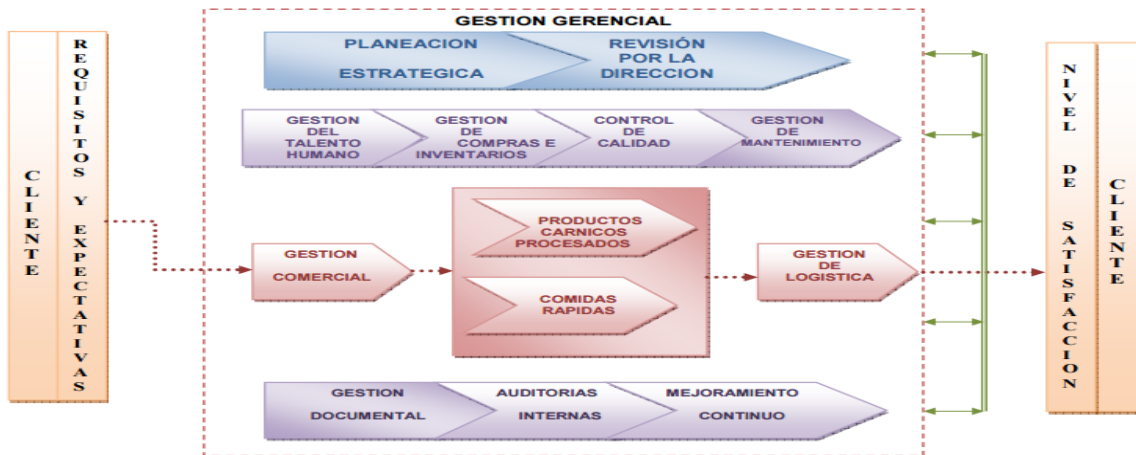 GESTION GERENCIAL
CLIENTE
REQUISITOS Y EXPECTATIVAS
PLANEACION
ESTRATEGICA
REVISIÓN
POR LA
DIRECCION
GESTION
DEL
TALENTO
HUMANO
GESTION
DE
COMPRAS E
INVENTARIOS
CONTROL
DE
CALIDAD
GESTION
DE
MANTENIMIENTO
GESTION
COMERCIAL
PRODUCTOS
CARNICOS
PROCESADOS
COMIDAS
RAPIDAS
GESTION
DE
LOGISTICA
GESTION
DOCUMENTAL
AUDITORIAS
INTERNAS
MEJORAMIENTO
CONTINUO
NIVEL DE SATISFACCION
CLIENTE